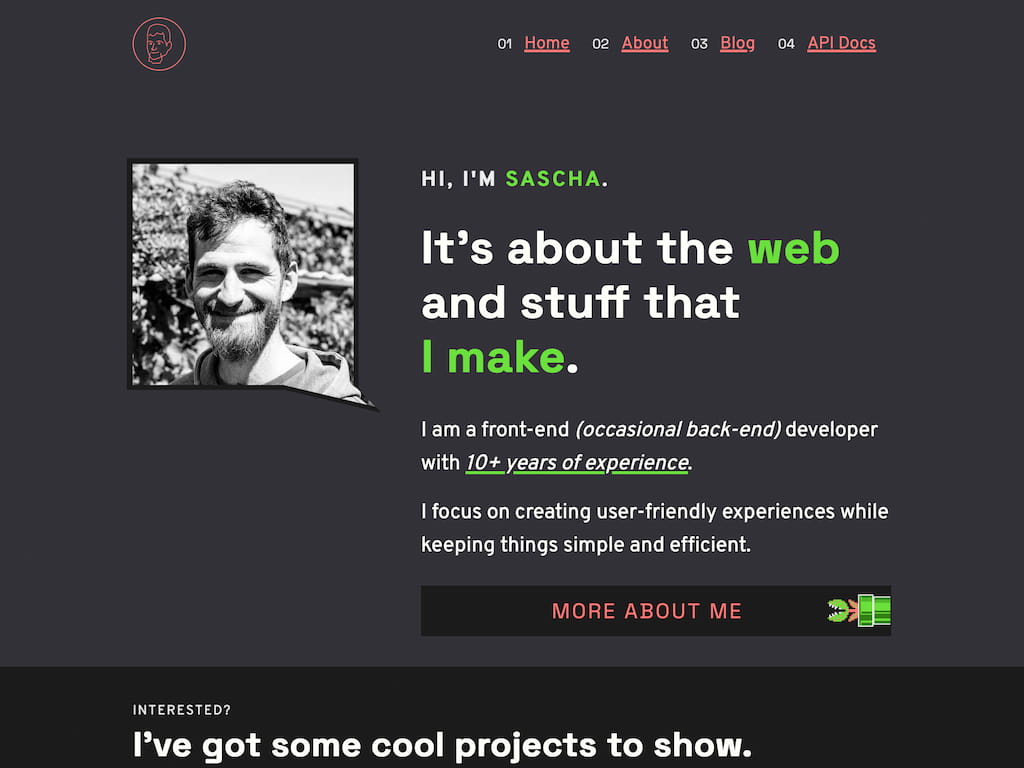 01 Home 02 About 03 Blog 04 API Docs
HI, I'M SASCHA.
It's about the web
and stuff that
I make.
I am a front-end (occasional back-end) developer
with 10+ years of experience.
I focus on creating user-friendly experiences while
keeping things simple and efficient.
MORE ABOUT ME
INTERESTED?
I've got some cool projects to show.